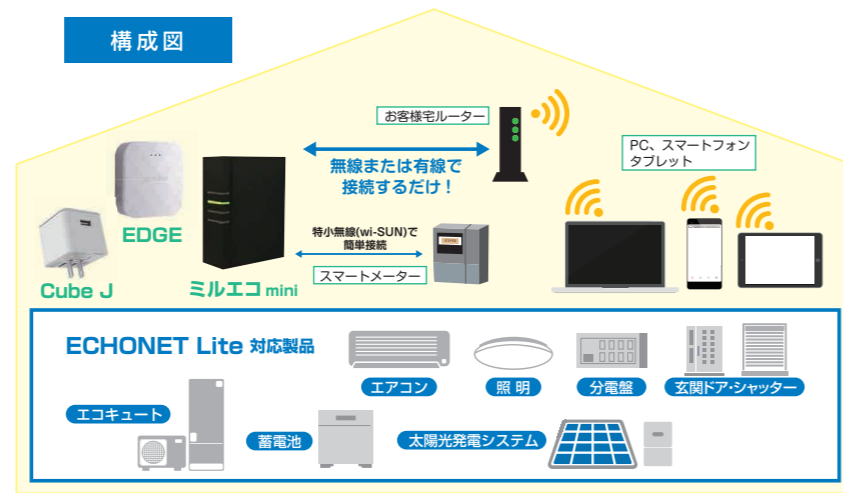 構成図
お客様宅ルーター
無線または有線で
接続するだけ！
PC、スマートフォン
タブレット
EDGE
Cube J
ミルエコ mini
特小無線(wi-SUN)で
簡単接続
スマートメーター
ECHONET Lite 対応製品
エアコン
照明
分電盤
玄関ドア・シャッター
エコキュート
蓄電池
太陽光発電システム